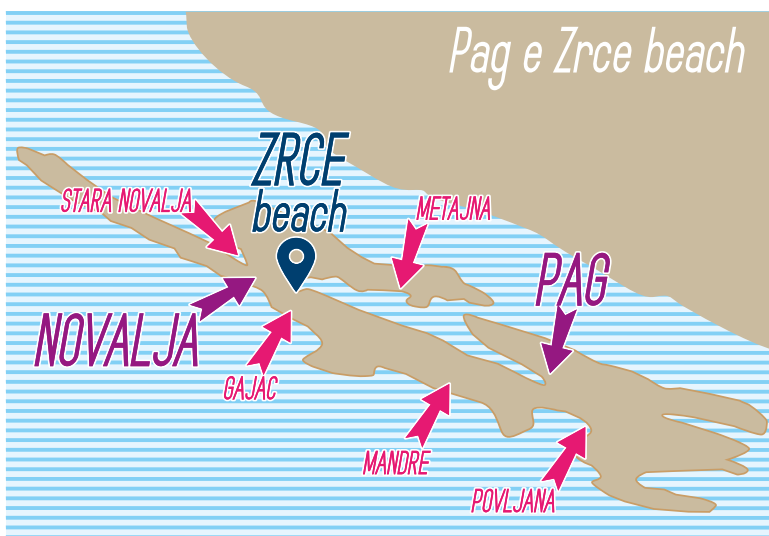 Pag e Zrce beach
ZRCE
beach
STARA NOVALJA
METAJNA
PAG
NOVALJA
GAJAC
MANDRE
POVLJANA